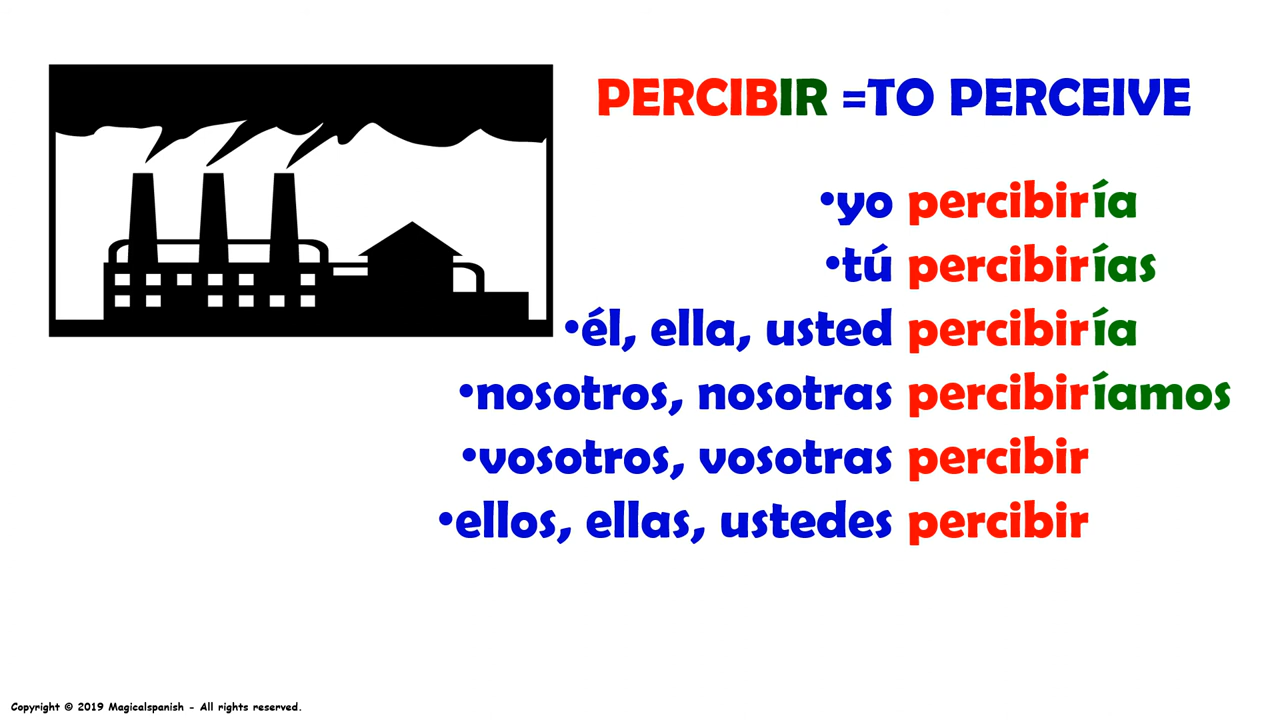 PERCIBIR =TO PERCEIVE
•yo percibiría
•tú percibirías
•él, ella, usted percibiría
•nosotros, nosotras percibiríamos
•vosotros, vosotras percibir
•ellos, ellas, ustedes percibir
Copyright © 2019 Magicalspanish - All rights reserved.